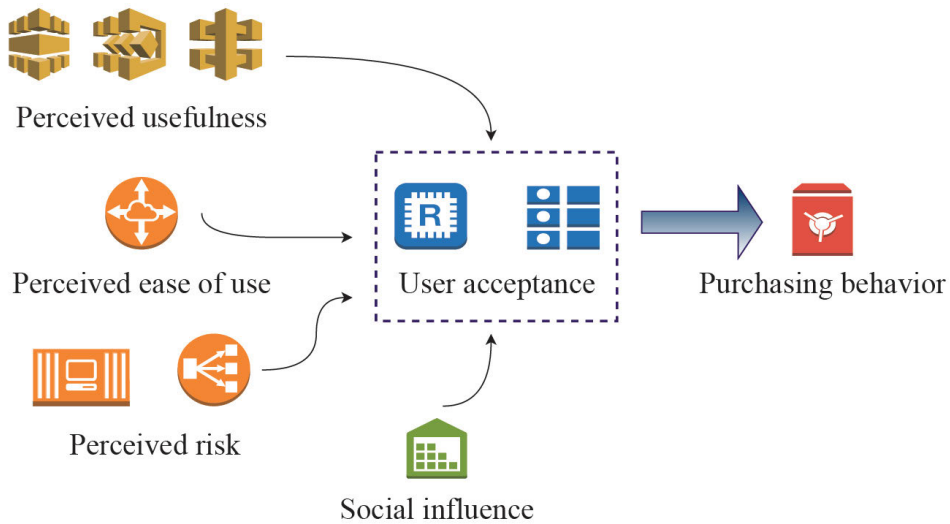 Perceived usefulness
R
Perceived ease of use
User acceptance
Purchasing behavior
Perceived risk
Social influence